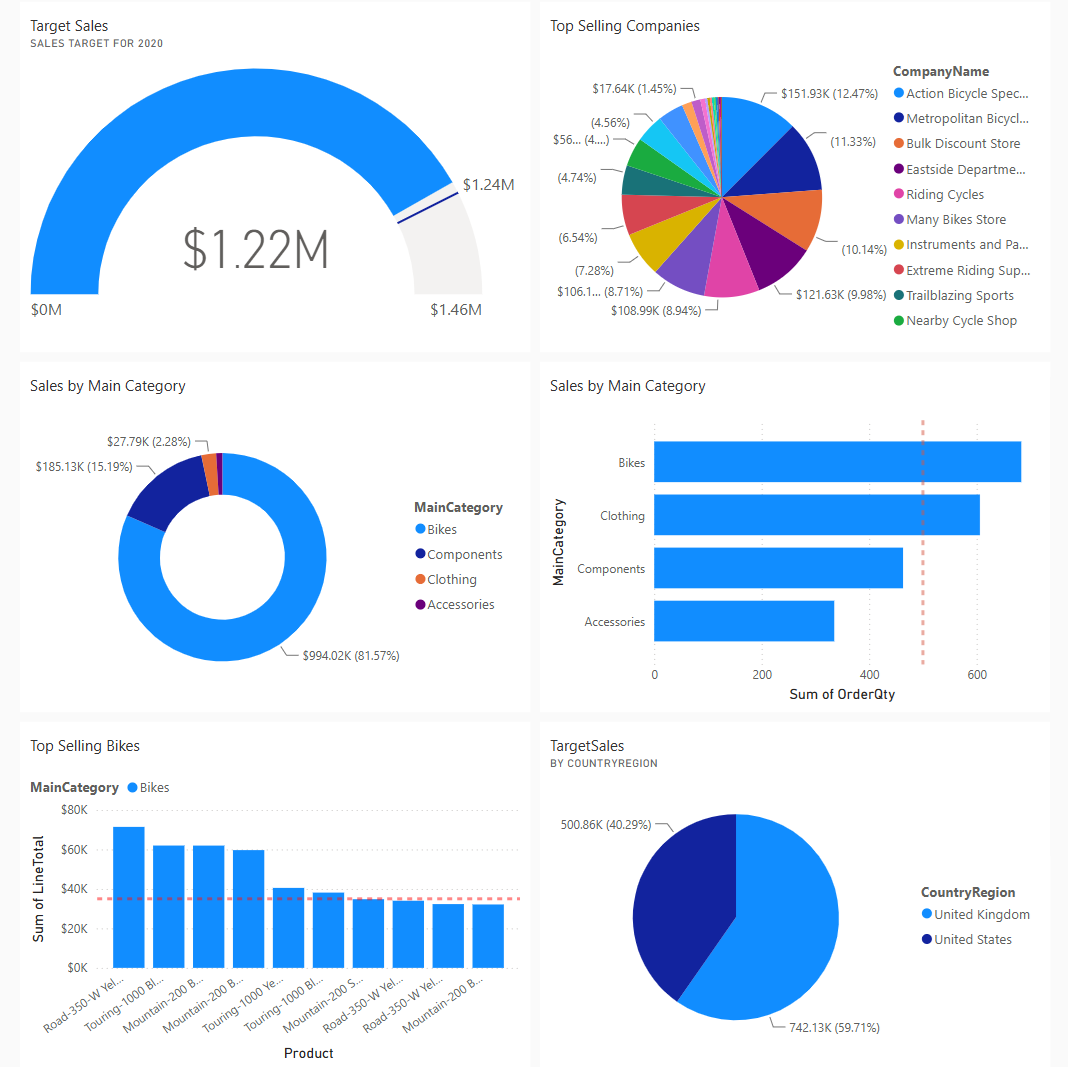 Target Sales
SALES TARGET FOR 2020
$1.24M
$1.22M
$0M
$1.46M
Top Selling Companies
$17.64K (1.45%)
$151.93K (12.47%)
(4.56%)
(11.33%)
$56... (4....)
(4.74%)
(6.54%)
(10.14%)
(7.28%)
$106.1... (8.71%)
$121.63K (9.98%)
$108.99K (8.94%)
CompanyName
Action Bicycle Spec...
Metropolitan Bicycl...
Bulk Discount Store
Eastside Departme...
Riding Cycles
Many Bikes Store
Instruments and Pa...
Extreme Riding Sup...
Trailblazing Sports
Nearby Cycle Shop
Sales by Main Category
$27.79K (2.28%)
$185.13K (15.19%)
$994.02K (81.57%)
MainCategory
Bikes
Components
Clothing
Accessories
Sales by Main Category
MainCategory
Bikes
Clothing
Components
Accessories
0 200 400 600
Sum of OrderQty
Top Selling Bikes
MainCategory Bikes
Sum of LineTotal
$80K
$60K
$40K
$20K
$0K
Road-350-W Yel...
Touring-1000 Bl...
Mountain-200 B...
Mountain-200 B...
Touring-1000 Ye...
Touring-1000 Bl...
Mountain-200 S...
Road-350-W Yel...
Road-350-W Yel...
Mountain-200 B...
Product
TargetSales
BY COUNTRYREGION
500.86K (40.29%)
742.13K (59.71%)
CountryRegion
United Kingdom
United States